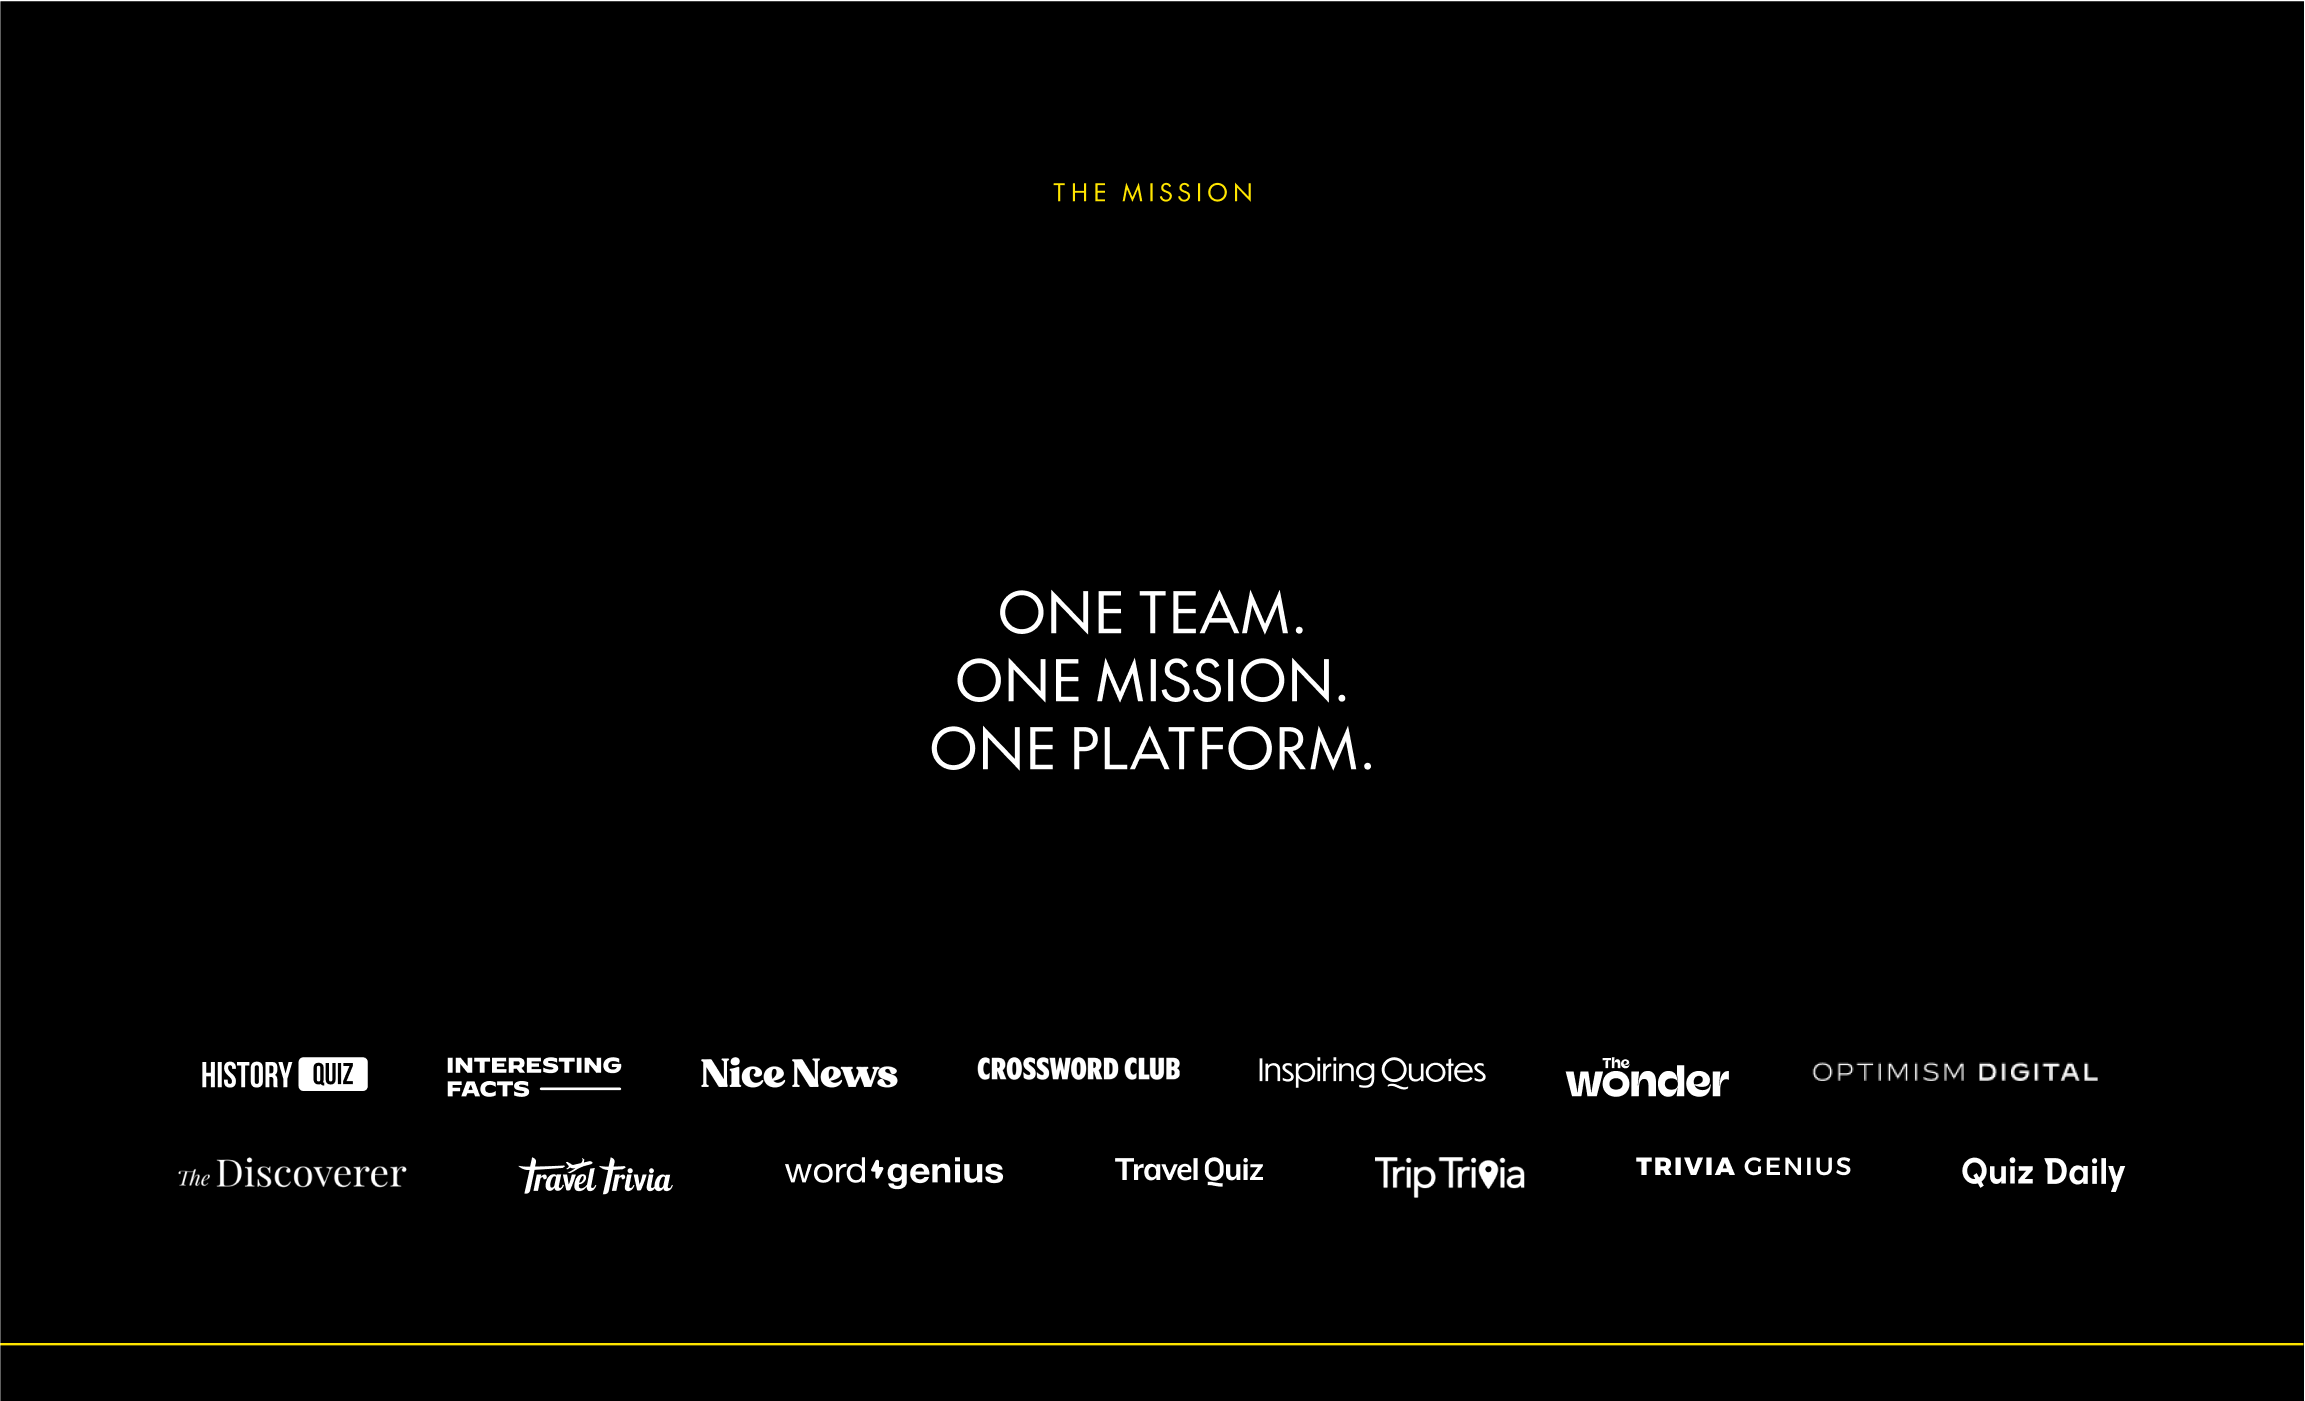 THE MISSION
ONE TEAM.
ONE MISSION.
ONE PLATFORM.
HISTORY QUIZ
INTERESTING
FACTS
Nice News
CROSSWORD CLUB
Inspiring Quotes
The
wonder
OPTIMISM DIGITAL
The Discoverer
Travel Trivia
word genius
Travel Quiz
Trip Trivia
TRIVIA GENIUS
Quiz Daily